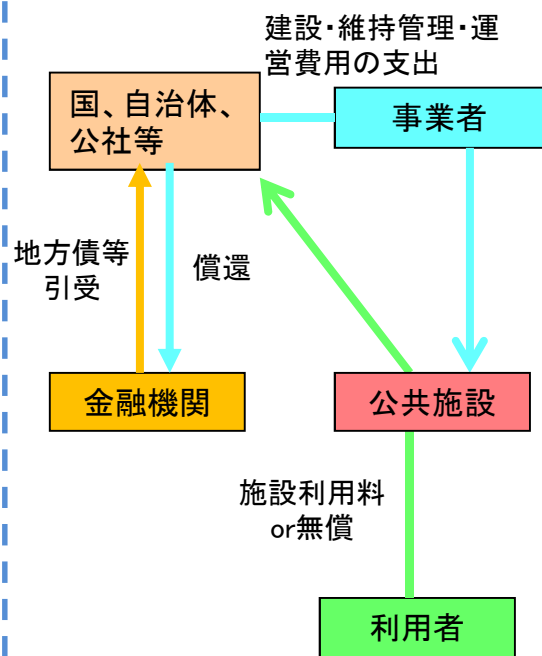 建設・維持管理・運
営費用の支出
国、自治体、
公社等
事業者
地方債等
引受
償還
金融機関
公共施設
施設利用料
or無償
利用者